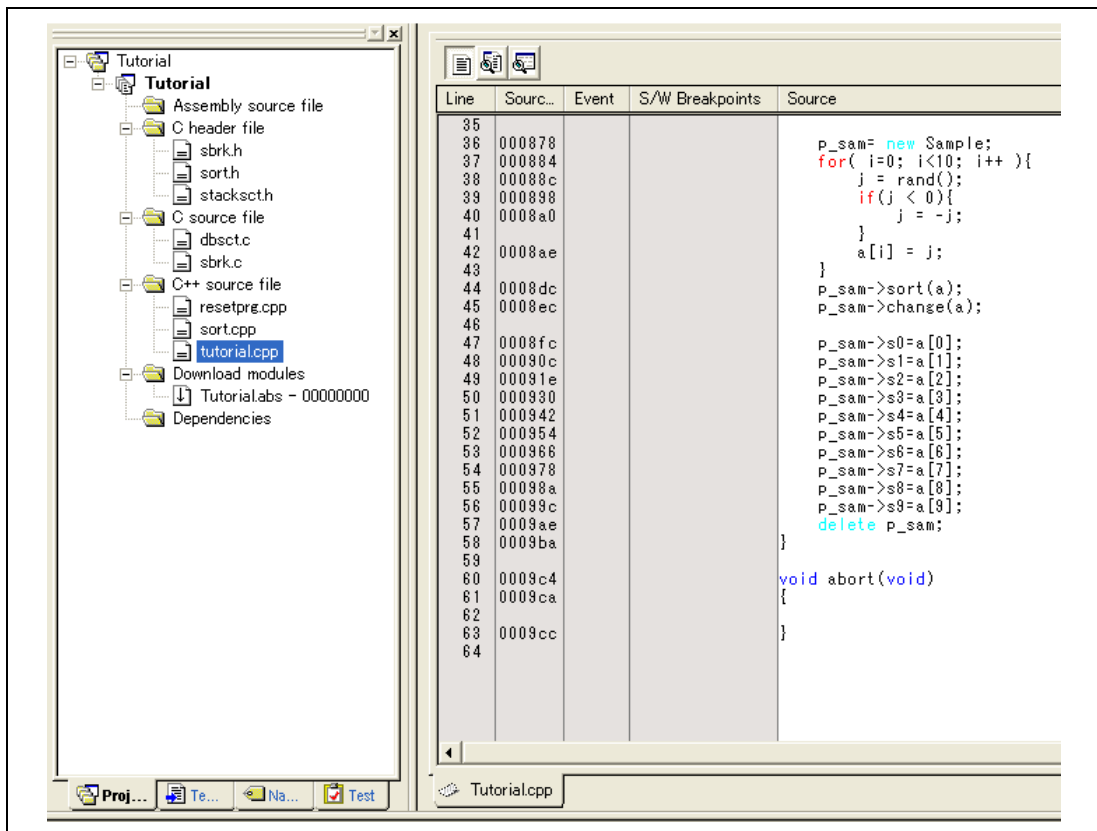 Tutorial
Tutorial
Assembly source file
C header file
sbrk.h
sort.h
stacksct.h
C source file
dbsct.c
sbrk.c
C++ source file
resetprg.cpp
sort.cpp
tutorial.cpp
Download modules
Tutorial.abs - 00000000
Dependencies
Proj... Te... Na... Test
Line Sourc... Event S/W Breakpoints Source
35
36 000878 p_sam= new Sample;
37 000884 for( i=0; i<10; i++ ){
38 00088c j = rand();
39 000898 if(j < 0){
40 0008a0 j = -j;
41 }
42 0008ae a[i] = j;
43 }
44 0008dc p_sam->sort(a);
45 0008ec p_sam->change(a);
46
47 0008fc p_sam->s0=a[0];
48 00090c p_sam->s1=a[1];
49 00091e p_sam->s2=a[2];
50 000930 p_sam->s3=a[3];
51 000942 p_sam->s4=a[4];
52 000954 p_sam->s5=a[5];
53 000966 p_sam->s6=a[6];
54 000978 p_sam->s7=a[7];
55 00098a p_sam->s8=a[8];
56 00099c p_sam->s9=a[9];
57 0009ae delete p_sam;
58 0009ba }
59
60 0009c4 void abort(void)
61 0009ca {
62
63 0009cc }
64
Tutorial.cpp